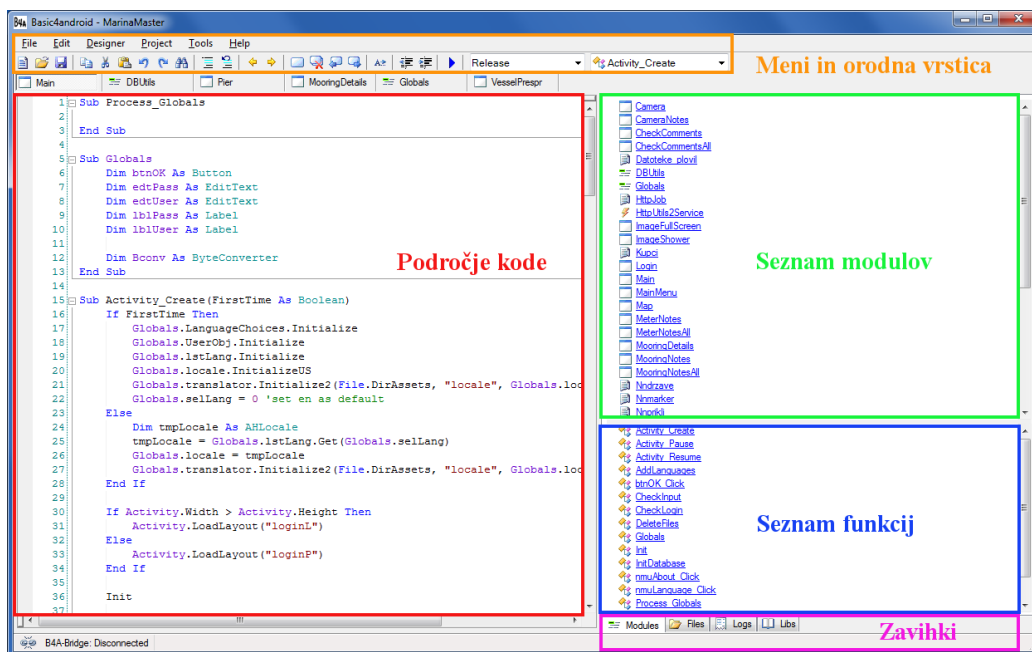 Basic4android - MarinaMaster
File Edit Designer Project Tools Help
Release Activity_Create
Meni in orodna vrstica
Main DBUtils Pier MooringDetails Globals VesselPrespr
1 Sub Process_Globals
2
3 End Sub
4
5 Sub Globals
6 Dim btnOK As Button
7 Dim edtPass As EditText
8 Dim edtUser As EditText
9 Dim lblPass As Label
10 Dim lblUser As Label
11
12 Dim Bconv As ByteConverter
13 End Sub
14
15 Sub Activity_Create(FirstTime As Boolean)
16 If FirstTime Then
17 Globals.LanguageChoices.Initialize
18 Globals.UserObj.Initialize
19 Globals.lstLang.Initialize
20 Globals.locale.InitializeUS
21 Globals.translator.Initialize2(File.DirAssets, "locale", Globals.loc
22 Globals.selLang = 0 'set en as default
23 Else
24 Dim tmpLocale As AHLocale
25 tmpLocale = Globals.lstLang.Get(Globals.selLang)
26 Globals.locale = tmpLocale
27 Globals.translator.Initialize2(File.DirAssets, "locale", Globals.loc
28 End If
29
30 If Activity.Width > Activity.Height Then
31 Activity.LoadLayout("loginL")
32 Else
33 Activity.LoadLayout("loginP")
34 End If
35
36 Init
37
Področje kode
Camera
CameraNotes
CheckComments
CheckCommentsAll
Datoteke_plovil
DBUtils
Globals
HttpJob
HttpUtils2Service
ImageFullScreen
ImageShower
Kupci
Login
Main
MainMenu
Map
MeterNotes
MeterNotesAll
MooringDetails
MooringNotes
MooringNotesAll
Nndrzave
Nnmarker
Nnprikli
Seznam modulov
Activity_Create
Activity_Pause
Activity_Resume
AddLanguages
btnOK_Click
CheckInput
CheckLogin
DeleteFiles
Globals
Init
InitDatabase
nmuAbout_Click
nmuLanguage_Click
Process_Globals
Seznam funkcij
Modules Files Logs Libs
Zavihki
B4A-Bridge: Disconnected